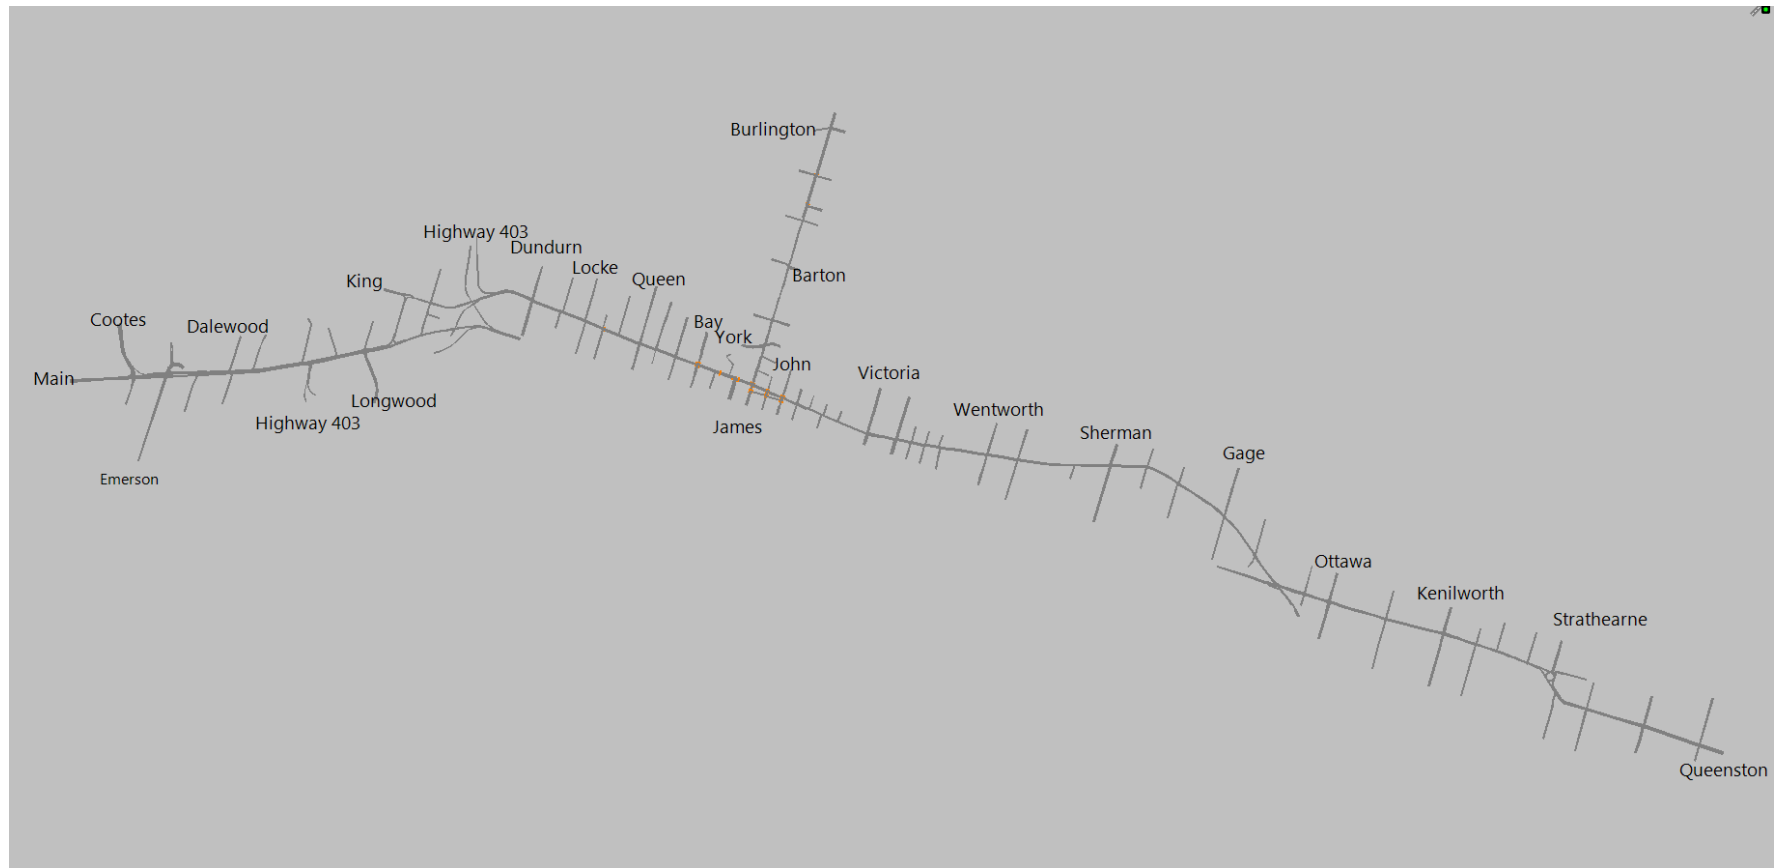 Burlington
Highway 403
Dundurn
Locke
Barton
King
Queen
Cootes
Dalewood
Bay
York
John
Victoria
Main
Longwood
Highway 403
James
Wentworth
Sherman
Gage
Emerson
Ottawa
Kenilworth
Strathearne
Queenston